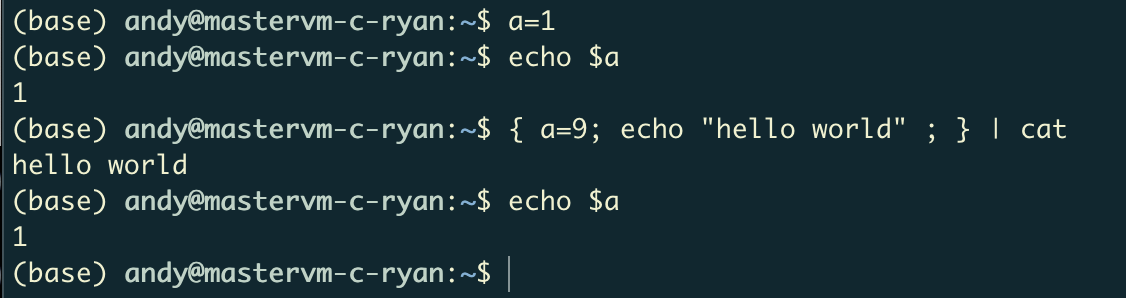 (base) andy@mastervm-c-ryan:~$ a=1
(base) andy@mastervm-c-ryan:~$ echo $a
1
(base) andy@mastervm-c-ryan:~$ { a=9; echo "hello world" ; } | cat
hello world
(base) andy@mastervm-c-ryan:~$ echo $a
1
(base) andy@mastervm-c-ryan:~$